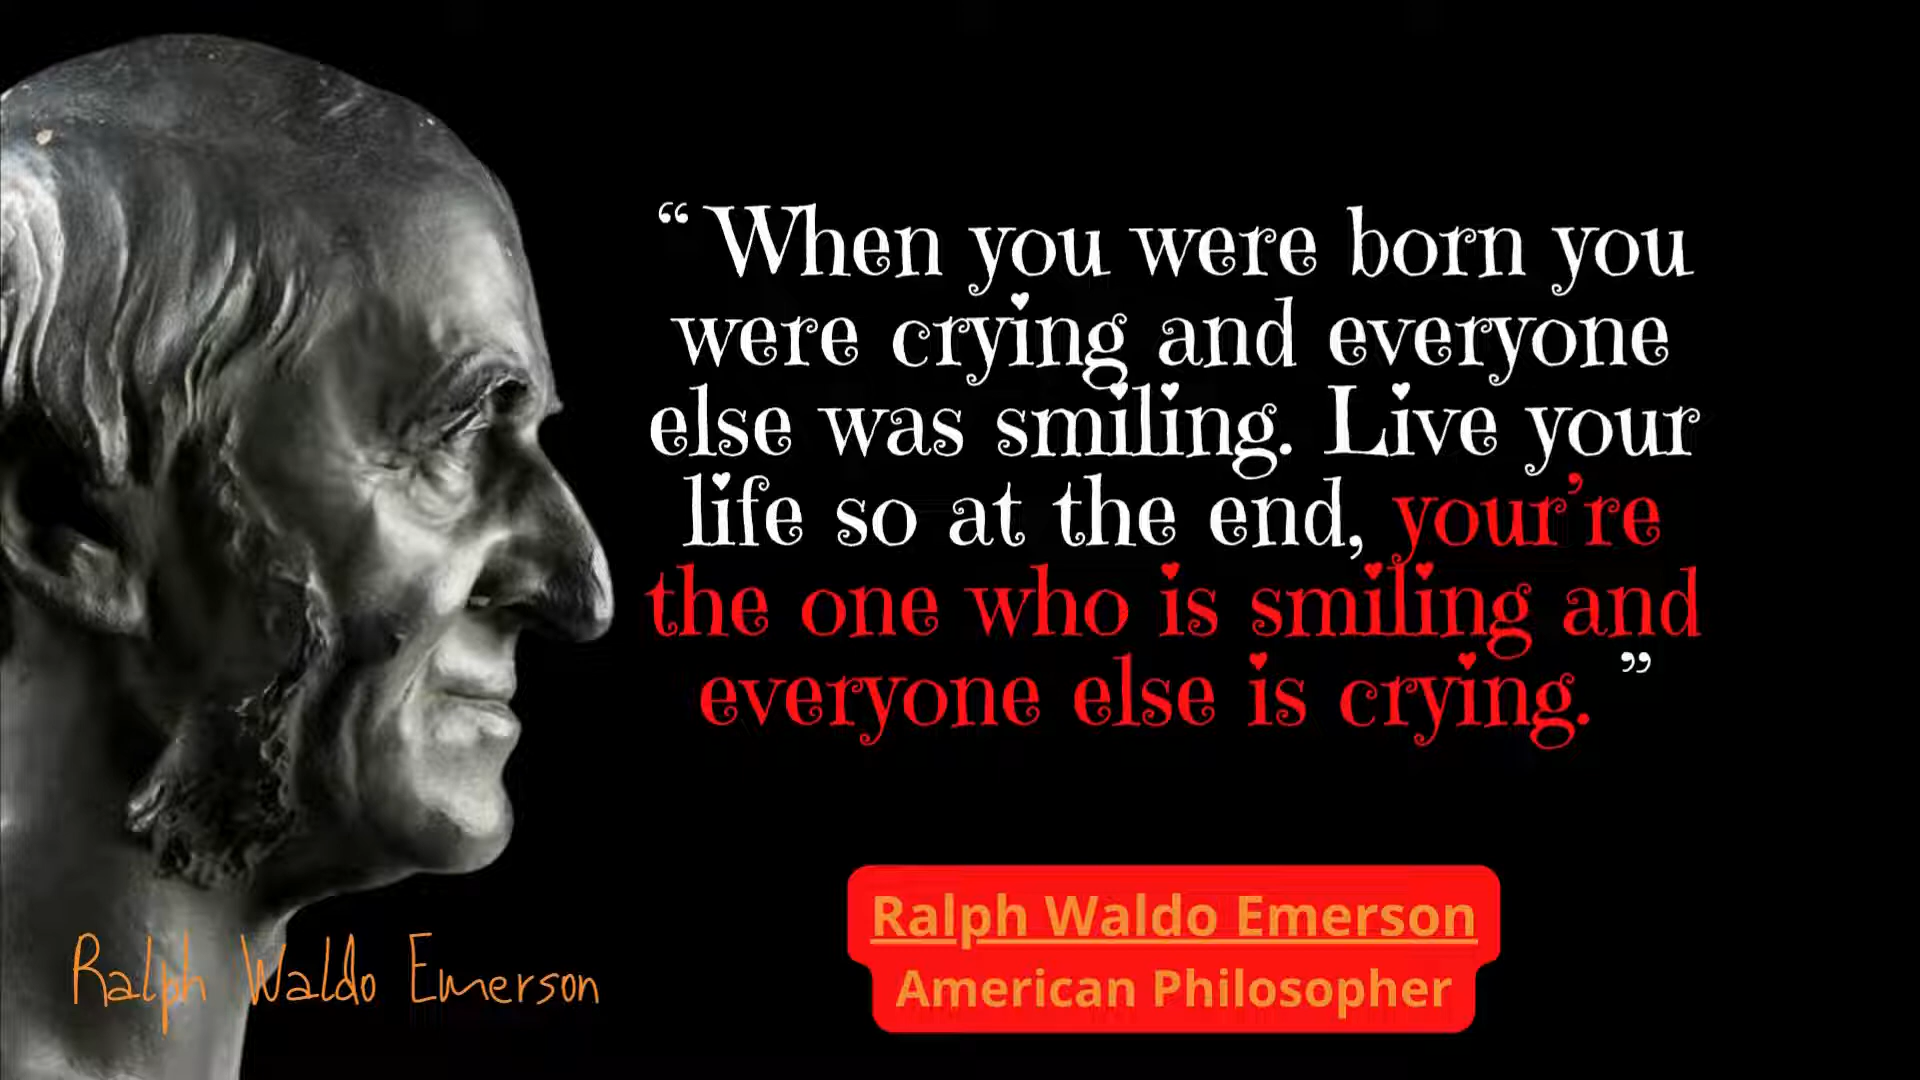 “ When you were born you
were crying and everyone
else was smiling. Live your
life so at the end, your’re
the one who is smiling and
everyone else is crying. ”
Ralph Waldo Emerson
American Philosopher
Ralph Waldo Emerson